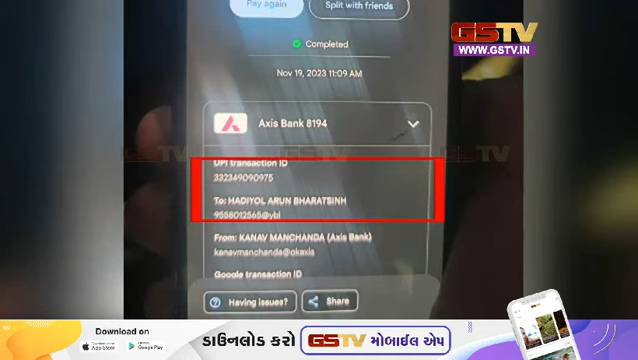 Pay again
Split with friends
GSTV
WWW.GSTV.IN
Completed
Nov 19, 2023 11:09 AM
Axis Bank 8194
UPI transaction ID
332349090975
To: HADIYOL ARUN BHARATSINH
9558012565@ybl
From: KANAV MANCHANDA (Axis Bank)
kanavmanchanda@okaxis
Google transaction ID
Having issues?
Share
Download on
App Store
Google Play
ડાઉનલોડ કરો GSTV મોબાઈલ એપ